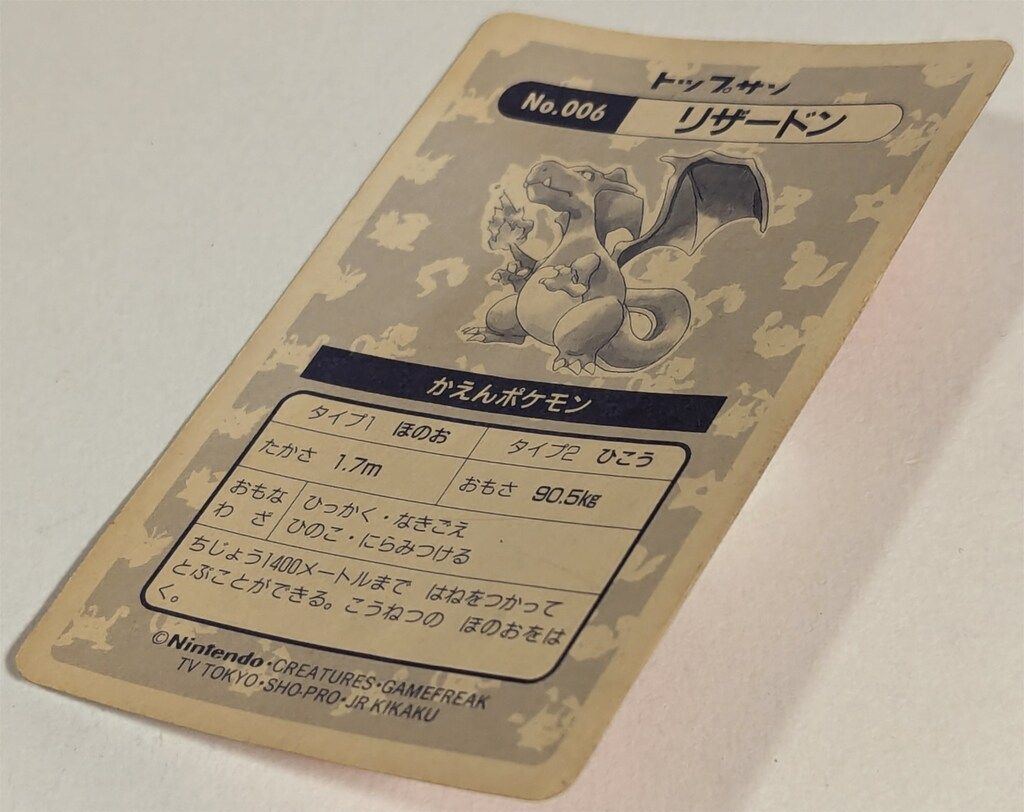 トップサン
No.006 リザードン
かえんポケモン
タイプ1 ほのお タイプ2 ひこう
たかさ 1.7m おもさ 90.5kg
おもな ひっかく・なきごえ
わざ ひのこ・にらみつける
ちじょう1400メートルまで はねをつかって
とぶことができる。こうねつの ほのおをは
く。
©Nintendo・CREATURES・GAMEFREAK
TV TOKYO・SHO-PRO・JR KIKAKU